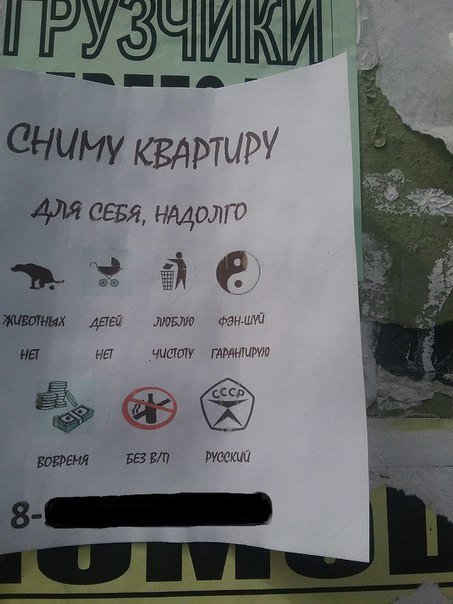 ГРУЗЧИКИ
СНИМУ КВАРТИРУ
ДЛЯ СЕБЯ, НАДОЛГО
ЖИВОТНЫХ ДЕТЕЙ ЛЮБЛЮ ФЭН-ШУЙ
НЕТ НЕТ ЧИСТОТУ ГАРАНТИРУЮ
СССР
ВОВРЕМЯ БЕЗ В/П РУССКИЙ
8-